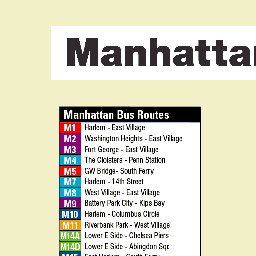 Manhatta
Manhattan Bus Routes
M1 Harlem - East Village
M2 Washington Heights - East Village
M3 Fort George - East Village
M4 The Cloisters - Penn Station
M5 GW Bridge- South Ferry
M7 Harlem - 14th Street
M8 West Village - East Village
M9 Battery Park City - Kips Bay
M10 Harlem - Columbus Circle
M11 Riverbank Park - West Village
M14A Lower E Side - Chelsea Piers
M14D Lower E Side - Abingdon Sqr